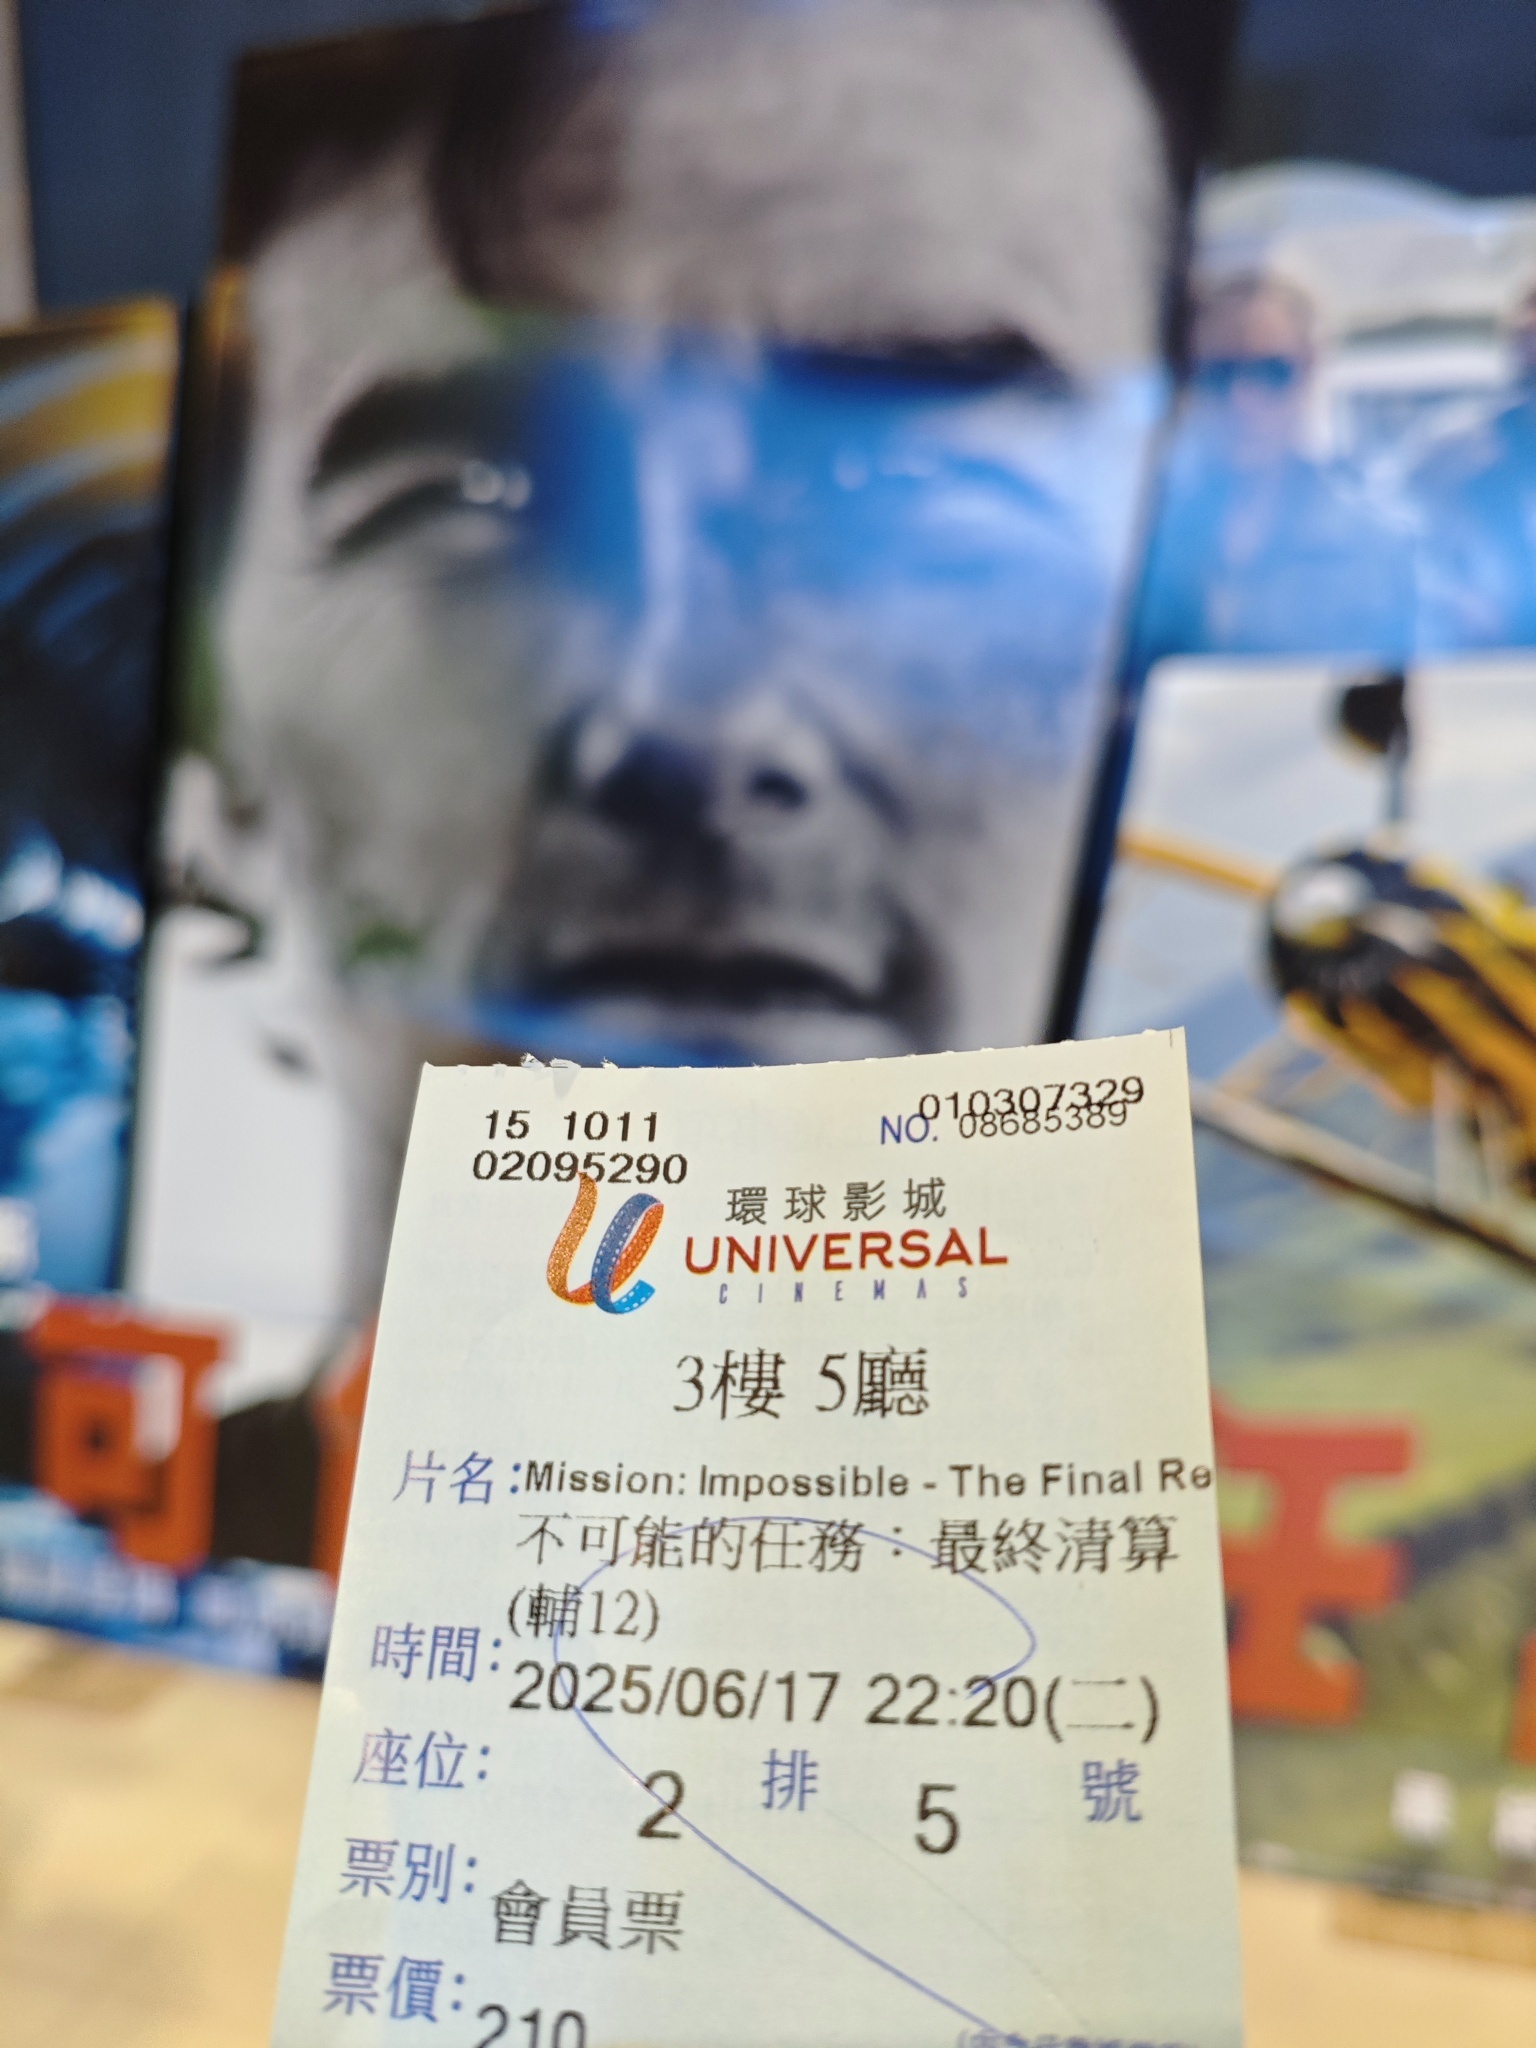 15 1011
010307329
NO. 08685389
02095290
環球影城
UNIVERSAL
CINEMAS
3樓 5廳
片名:Mission: Impossible - The Final Re
不可能的任務：最終清算
(輔12)
時間:2025/06/17 22:20(二)
座位: 2 排 5 號
票別:會員票
票價:210
可
任